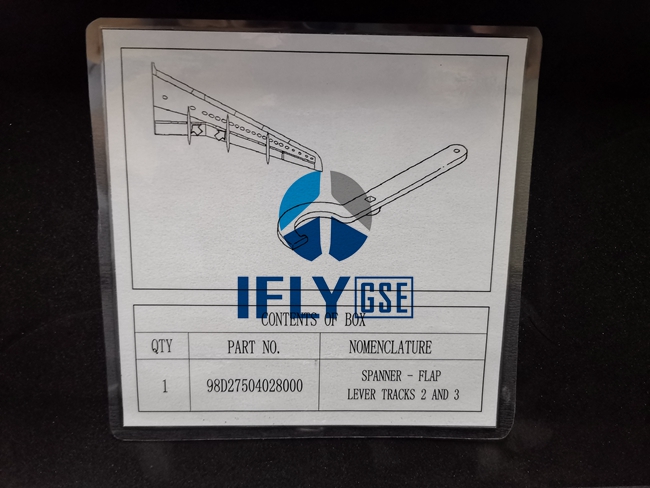 IFLY GSE
CONTENTS OF BOX
QTY PART NO. NOMENCLATURE
1 98D27504028000 SPANNER - FLAP
LEVER TRACKS 2 AND 3